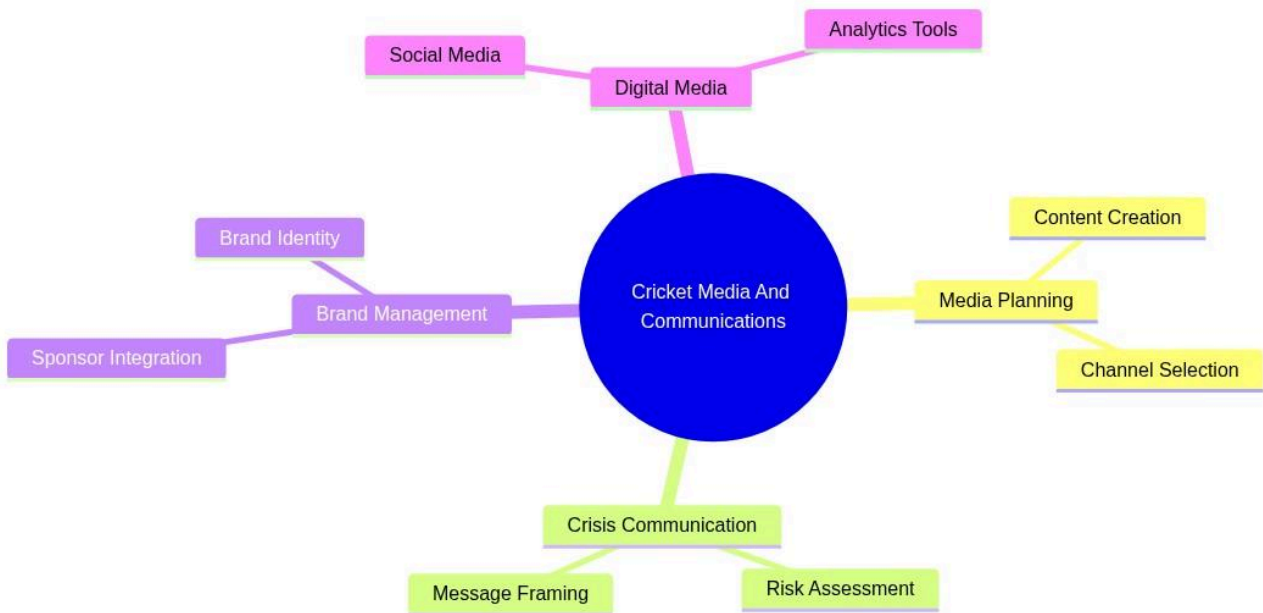 Analytics Tools
Social Media
Digital Media
Content Creation
Brand Identity
Cricket Media And
Communications
Media Planning
Brand Management
Sponsor Integration
Channel Selection
Crisis Communication
Message Framing
Risk Assessment